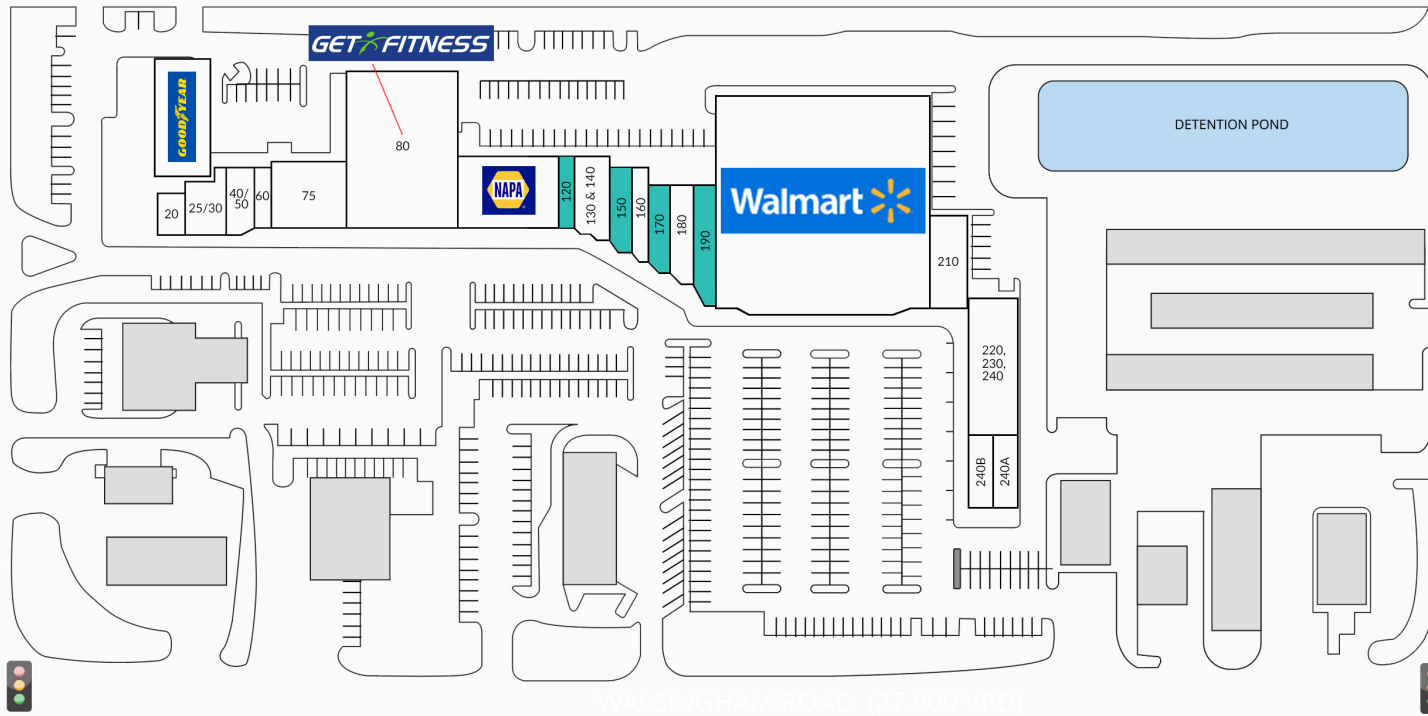 GET FITNESS
GOODYEAR
80
DETENTION POND
20
25/30
40/
50
60
75
NAPA
120
130 & 140
150
160
170
180
190
Walmart
210
220,
230,
240
240B
240A
WALSINGHAM ROAD (27,000 VPD)